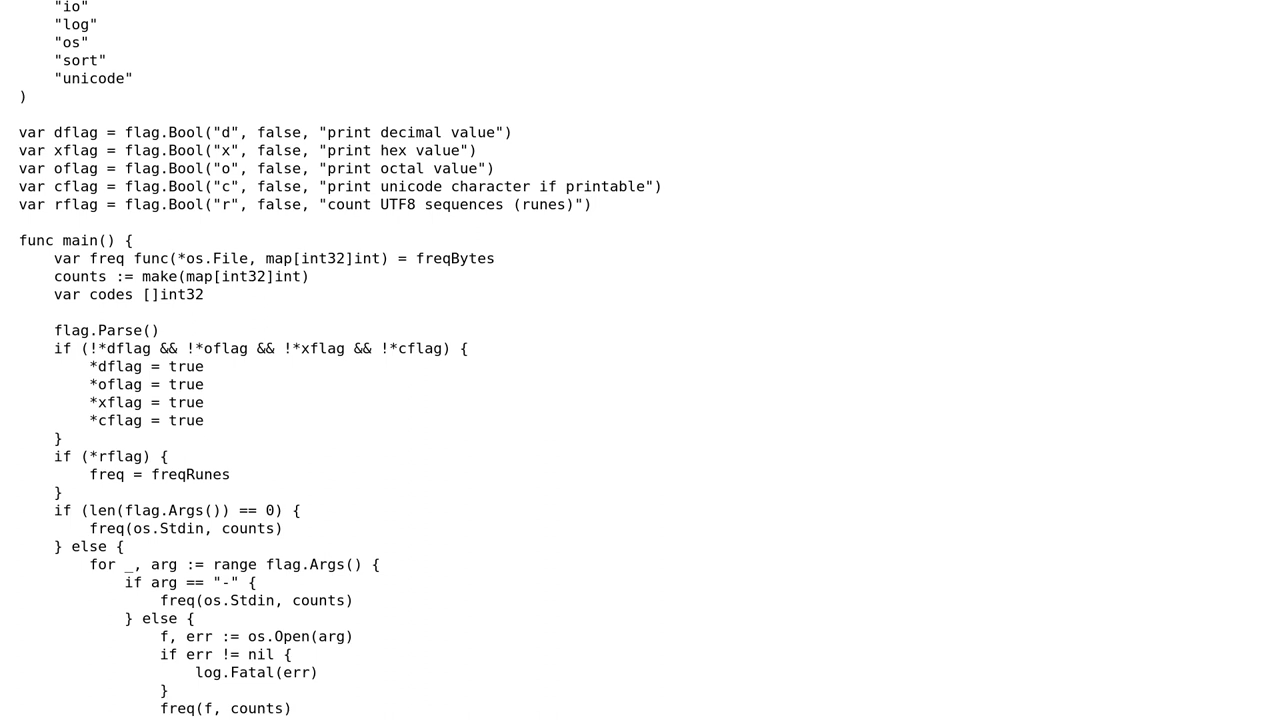 "io"
    "log"
    "os"
    "sort"
    "unicode"
)

var dflag = flag.Bool("d", false, "print decimal value")
var xflag = flag.Bool("x", false, "print hex value")
var oflag = flag.Bool("o", false, "print octal value")
var cflag = flag.Bool("c", false, "print unicode character if printable")
var rflag = flag.Bool("r", false, "count UTF8 sequences (runes)")

func main() {
    var freq func(*os.File, map[int32]int) = freqBytes
    counts := make(map[int32]int)
    var codes []int32

    flag.Parse()
    if (!*dflag && !*oflag && !*xflag && !*cflag) {
        *dflag = true
        *oflag = true
        *xflag = true
        *cflag = true
    }
    if (*rflag) {
        freq = freqRunes
    }
    if (len(flag.Args()) == 0) {
        freq(os.Stdin, counts)
    } else {
        for _, arg := range flag.Args() {
            if arg == "-" {
                freq(os.Stdin, counts)
            } else {
                f, err := os.Open(arg)
                if err != nil {
                    log.Fatal(err)
                }
                freq(f, counts)